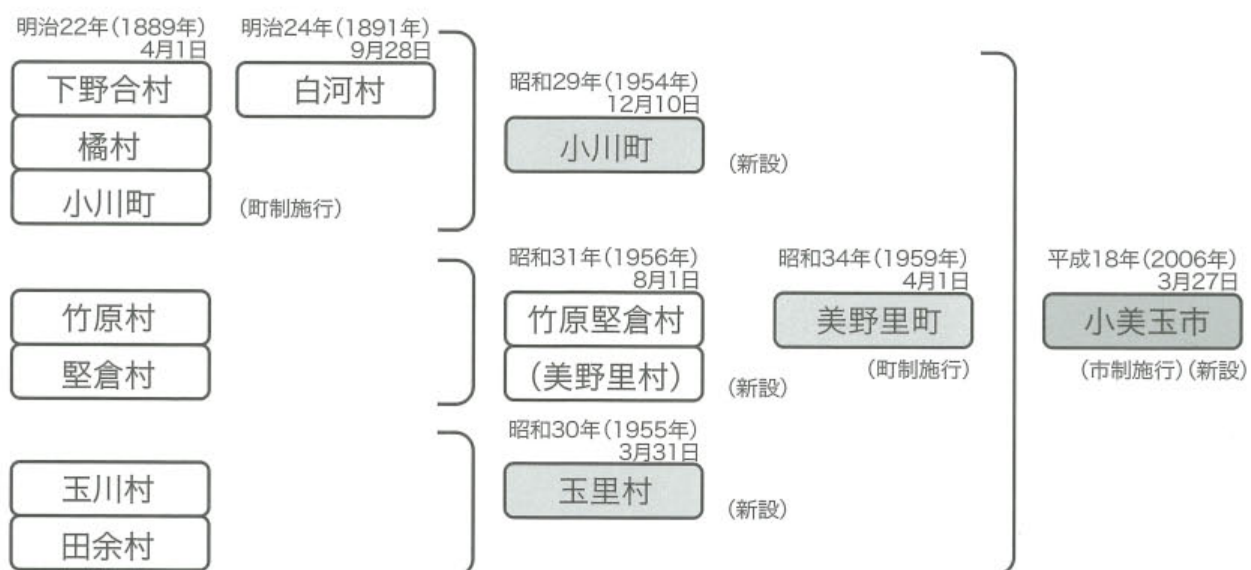 明治22年(1889年)
4月1日
下野合村
橘村
小川町
(町制施行)
明治24年(1891年)
9月28日
白河村
昭和29年(1954年)
12月10日
小川町
(新設)
竹原村
堅倉村
昭和31年(1956年)
8月1日
竹原堅倉村
(美野里村)
(新設)
昭和34年(1959年)
4月1日
美野里町
(町制施行)
玉川村
田余村
昭和30年(1955年)
3月31日
玉里村
(新設)
平成18年(2006年)
3月27日
小美玉市
(市制施行)(新設)